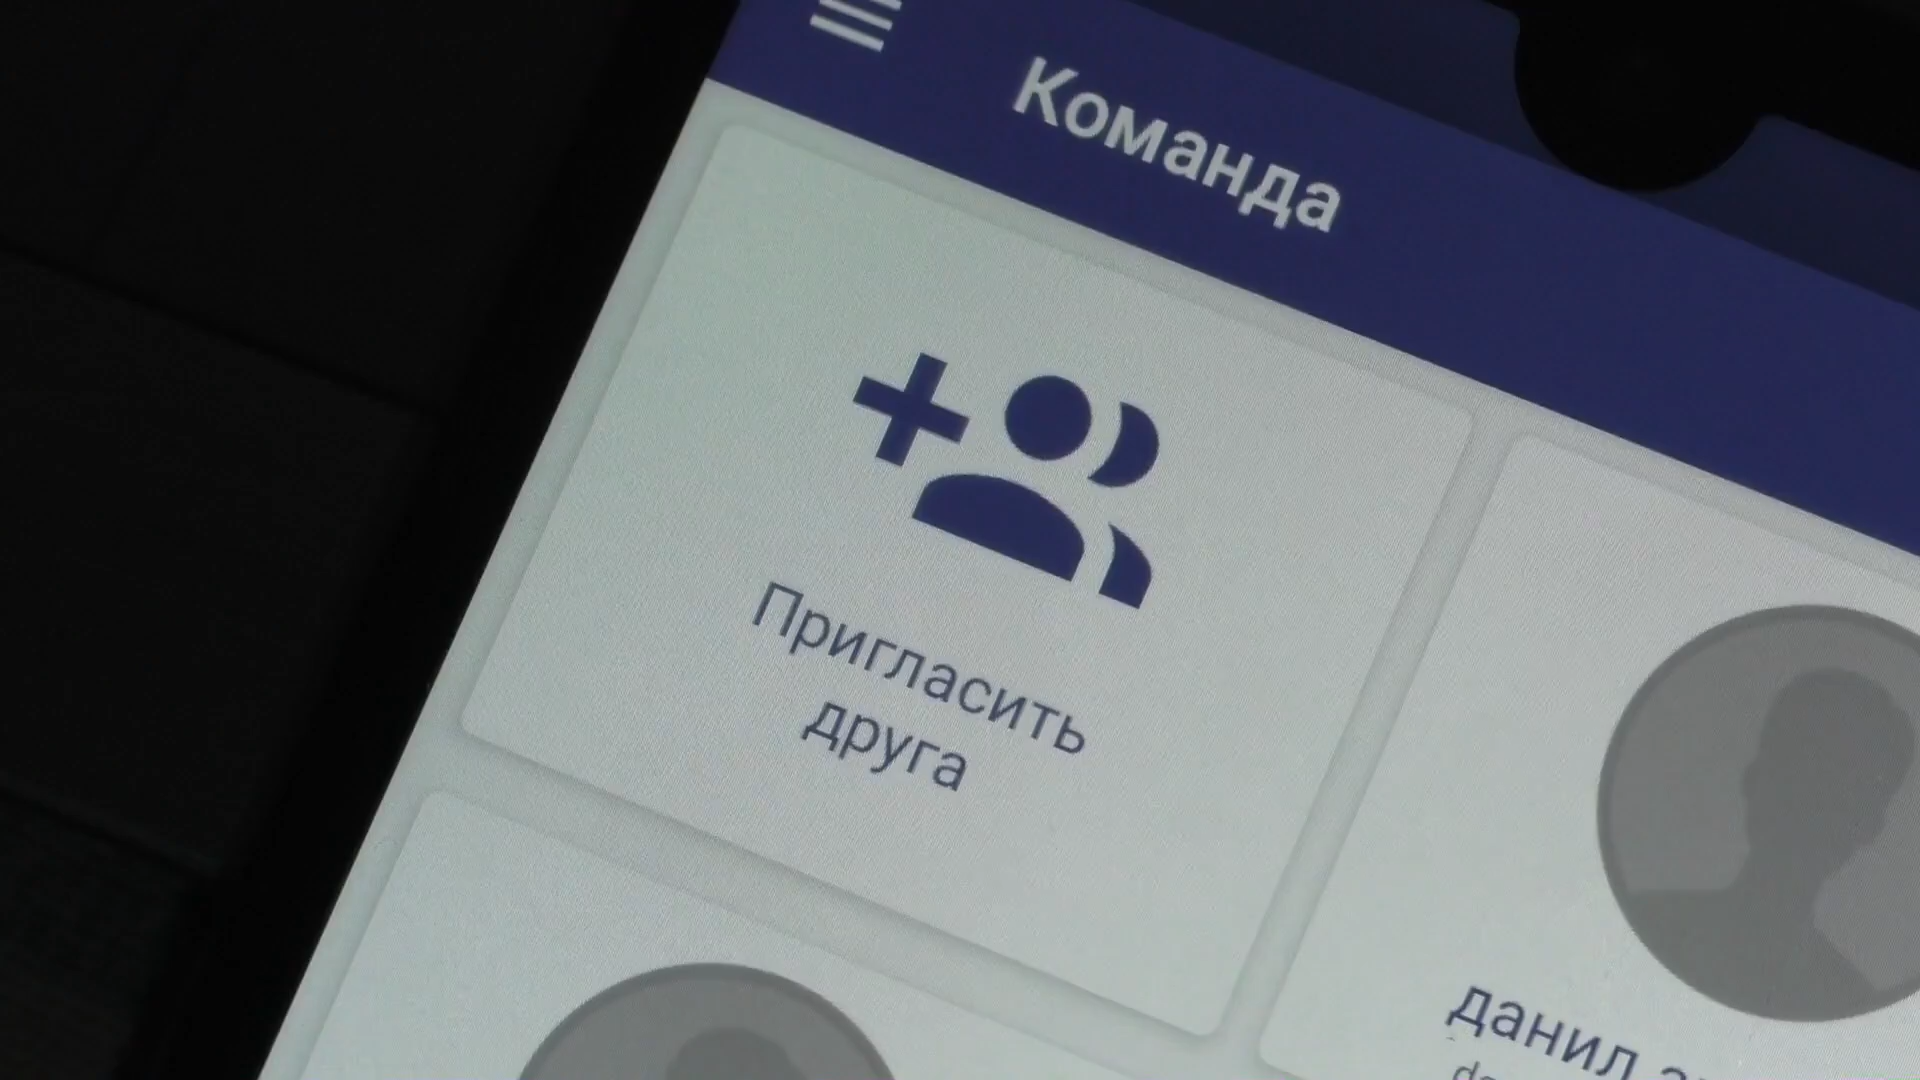 Команда
Пригласить
друга
данил